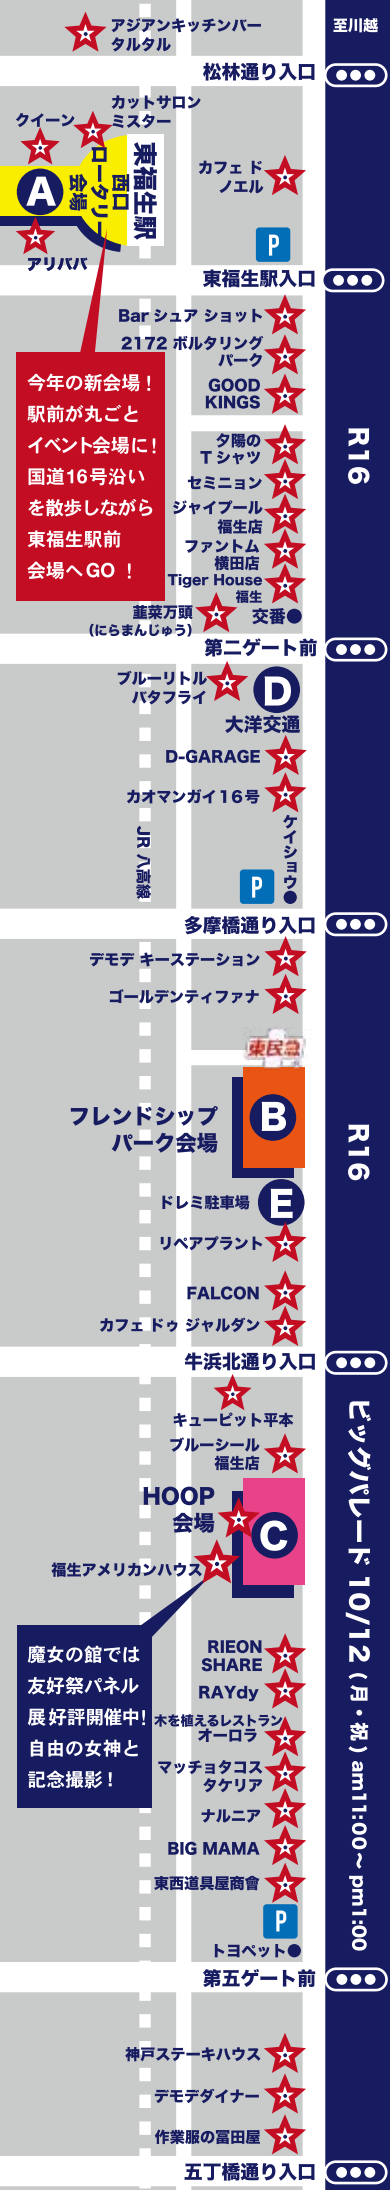 至川越
アジアンキッチンバー
タルタル
松林通り入口
カットサロン
ミスター
クイーン
東福生駅
西口
ロータリー
会場
A
アリババ
カフェ ド
ノエル
P
東福生駅入口
Bar シュア ショット
2172 ボルタリング
パーク
GOOD
KINGS
今年の新会場！
駅前が丸ごと
イベント会場に！
国道16号沿い
を散歩しながら
東福生駅前
会場へGO ！
R16
夕陽の
Tシャツ
セミニョン
ジャイプール
福生店
ファントム
横田店
Tiger House
福生
韮菜万頭
(にらまんじゅう)
交番
第二ゲート前
ブルーリトル
バタフライ
D
大洋交通
D-GARAGE
カオマンガイ16号
ケイショウ
JR 八高線
P
多摩橋通り入口
デモデ キーステーション
ゴールデンティファナ
東民急
フレンドシップ
パーク会場
B
R16
ドレミ駐車場
E
リペアプラント
FALCON
カフェ ドゥ ジャルダン
牛浜北通り入口
キューピット平本
ブルーシール
福生店
HOOP
会場
C
福生アメリカンハウス
ビッグパレード 10/12 (月・祝) am11:00～pm1:00
魔女の館では
友好祭パネル
展好評開催中！
自由の女神と
記念撮影！
RIEON
SHARE
RAYdy
木を植えるレストラン
オーロラ
マッチョタコス
タケリア
ナルニア
BIG MAMA
東西道具屋商會
P
トヨペット
第五ゲート前
神戸ステーキハウス
デモデダイナー
作業服の冨田屋
五丁橋通り入口